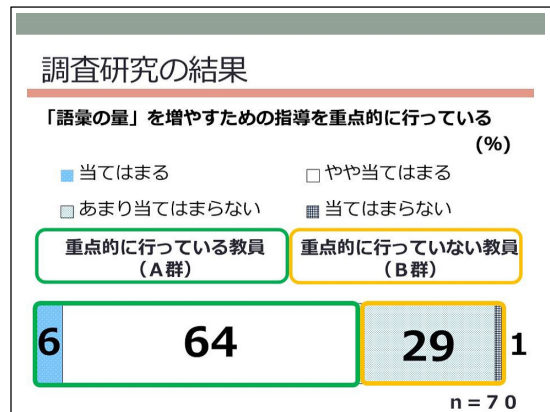 調査研究の結果
「語彙の量」を増やすための指導を重点的に行っている
(%)
当てはまる
やや当てはまる
あまり当てはまらない
当てはまらない
重点的に行っている教員
（A群）
重点的に行っていない教員
（B群）
6
64
29
1
n＝７０